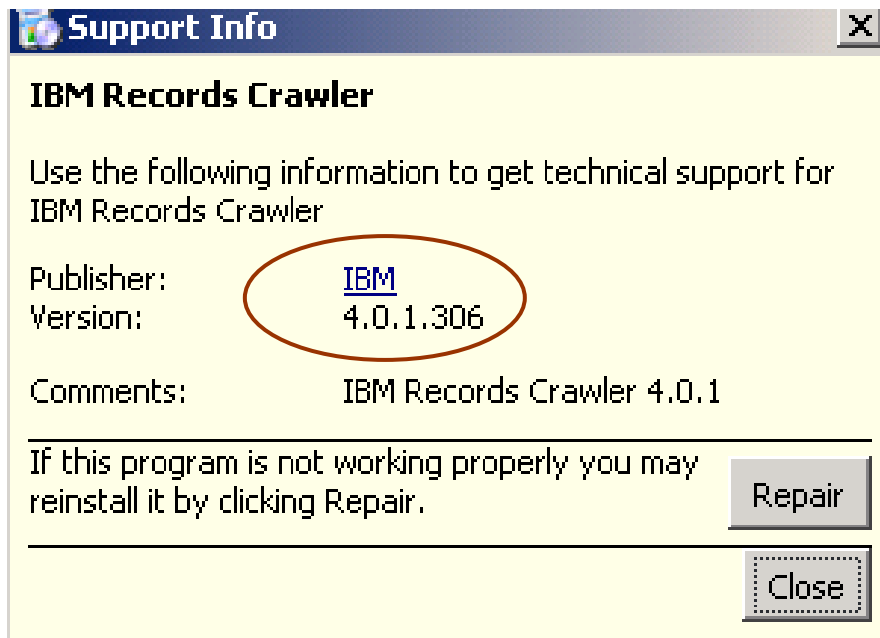 Support Info
IBM Records Crawler
Use the following information to get technical support for
IBM Records Crawler
Publisher: IBM
Version: 4.0.1.306
Comments: IBM Records Crawler 4.0.1
If this program is not working properly you may
reinstall it by clicking Repair.
Repair
Close